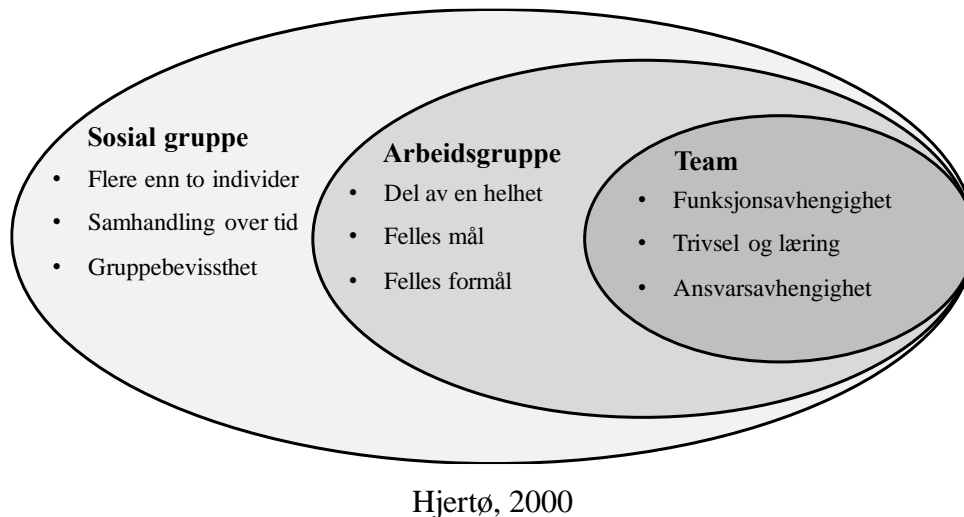 Sosial gruppe
• Flere enn to individer
• Samhandling over tid
• Gruppebevissthet
Arbeidsgruppe
• Del av en helhet
• Felles mål
• Felles formål
Team
• Funksjonsavhengighet
• Trivsel og læring
• Ansvarsavhengighet
Hjertø, 2000